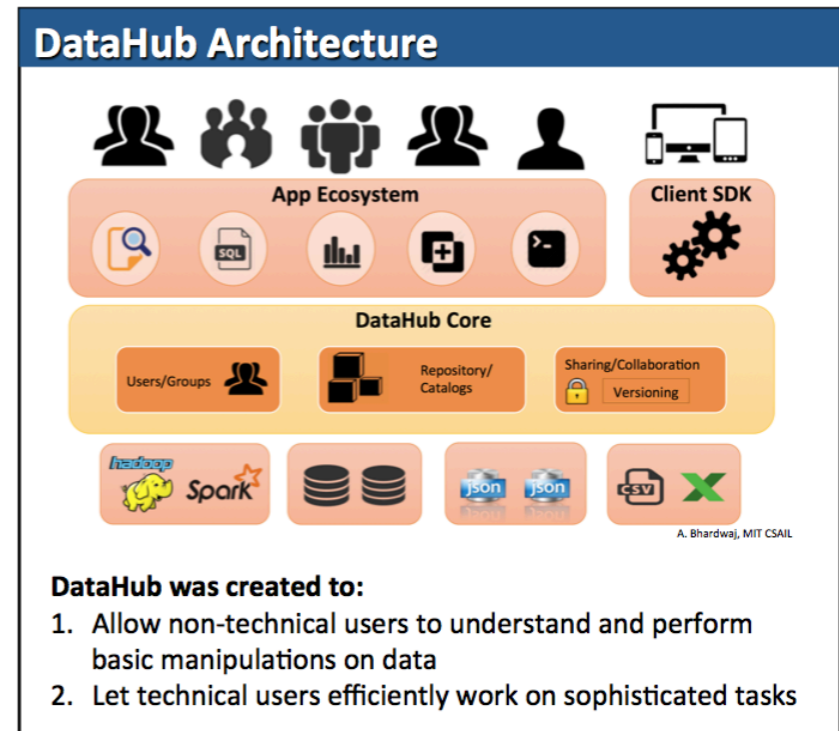 DataHub Architecture
App Ecosystem
Client SDK
SQL
>-
DataHub Core
Users/Groups
Repository/
Catalogs
Sharing/Collaboration
Versioning
hadoop
Spark
json
json
CSV
X
A. Bhardwaj, MIT CSAIL
DataHub was created to:
1. Allow non-technical users to understand and perform
basic manipulations on data
2. Let technical users efficiently work on sophisticated tasks